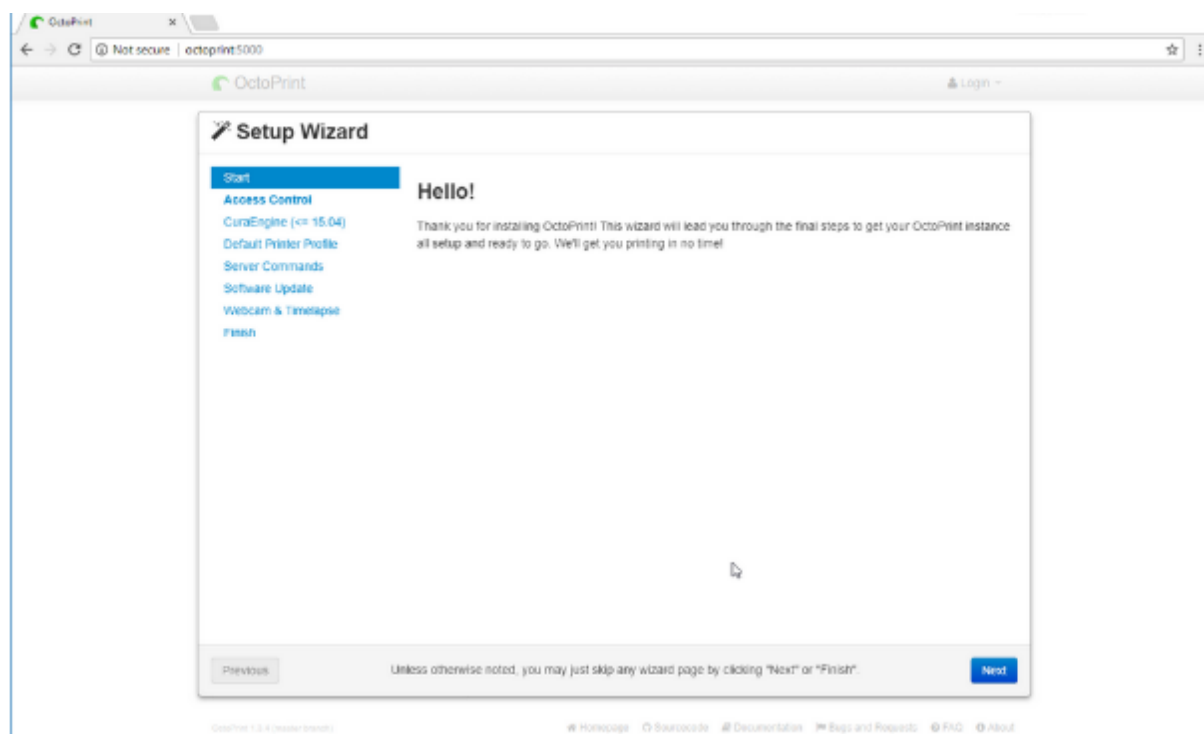 OctoPrint
Not secure | octoprint:5000
OctoPrint
Login
Setup Wizard
Start
Access Control
CuraEngine (<= 15.04)
Default Printer Profile
Server Commands
Software Update
Webcam & Timelapse
Finish
Hello!
Thank you for installing OctoPrint! This wizard will lead you through the final steps to get your OctoPrint instance
all setup and ready to go. We'll get you printing in no time!
Previous
Unless otherwise noted, you may just skip any wizard page by clicking "Next" or "Finish".
Next
Homepage Sourcecode Documentation Bugs and Requests FAQ About